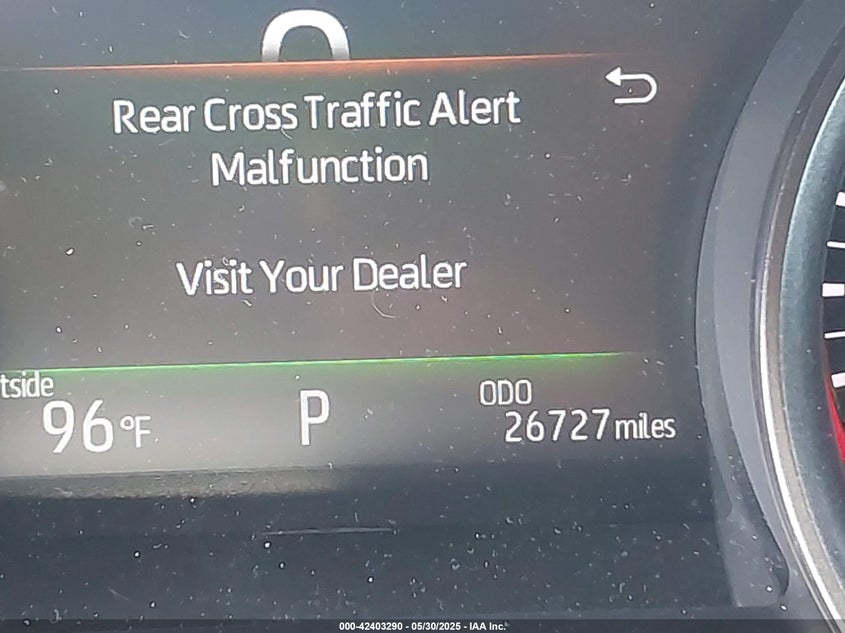 0
Rear Cross Traffic Alert
Malfunction
Visit Your Dealer
tside
96 °F
P
ODO
26727 miles
000-42403290 - 05/30/2025 - IAA Inc.